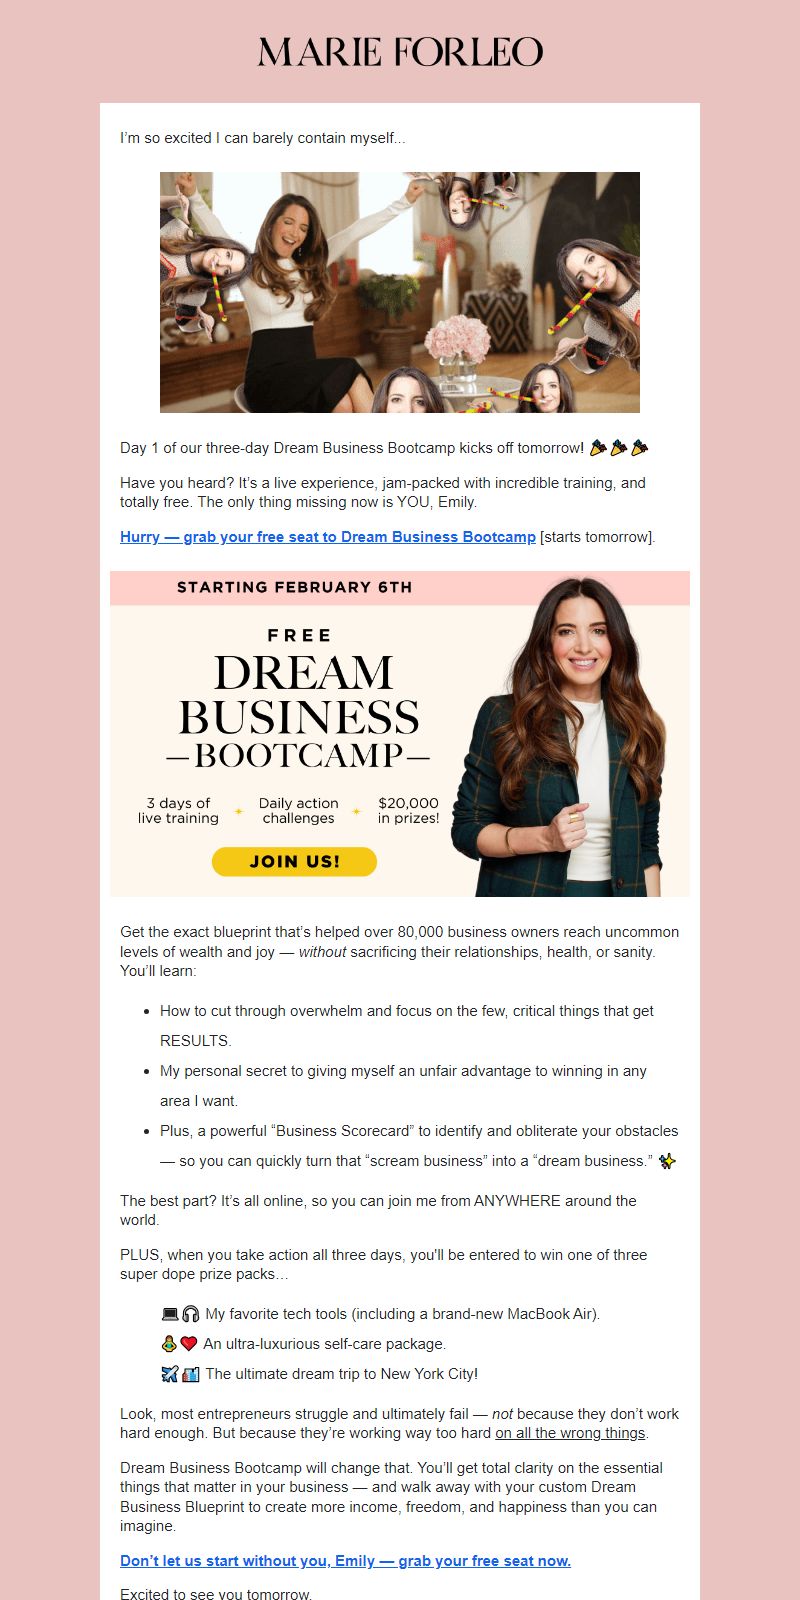 MARIE FORLEO
I’m so excited I can barely contain myself...
Day 1 of our three-day Dream Business Bootcamp kicks off tomorrow! 🎉🎉🎉
Have you heard? It’s a live experience, jam-packed with incredible training, and
totally free. The only thing missing now is YOU, Emily.
Hurry — grab your free seat to Dream Business Bootcamp [starts tomorrow].
STARTING FEBRUARY 6TH
FREE
DREAM
BUSINESS
—BOOTCAMP—
3 days of
live training
Daily action
challenges
$20,000
in prizes!
JOIN US!
Get the exact blueprint that’s helped over 80,000 business owners reach uncommon
levels of wealth and joy — without sacrificing their relationships, health, or sanity.
You’ll learn:
• How to cut through overwhelm and focus on the few, critical things that get
RESULTS.
• My personal secret to giving myself an unfair advantage to winning in any
area I want.
• Plus, a powerful “Business Scorecard” to identify and obliterate your obstacles
— so you can quickly turn that “scream business” into a “dream business.” ✨
The best part? It’s all online, so you can join me from ANYWHERE around the
world.
PLUS, when you take action all three days, you'll be entered to win one of three
super dope prize packs…
💻🎧 My favorite tech tools (including a brand-new MacBook Air).
❤️ An ultra-luxurious self-care package.
✈️🏙️ The ultimate dream trip to New York City!
Look, most entrepreneurs struggle and ultimately fail — not because they don’t work
hard enough. But because they’re working way too hard on all the wrong things.
Dream Business Bootcamp will change that. You’ll get total clarity on the essential
things that matter in your business — and walk away with your custom Dream
Business Blueprint to create more income, freedom, and happiness than you can
imagine.
Don’t let us start without you, Emily — grab your free seat now.
Excited to see you tomorrow.